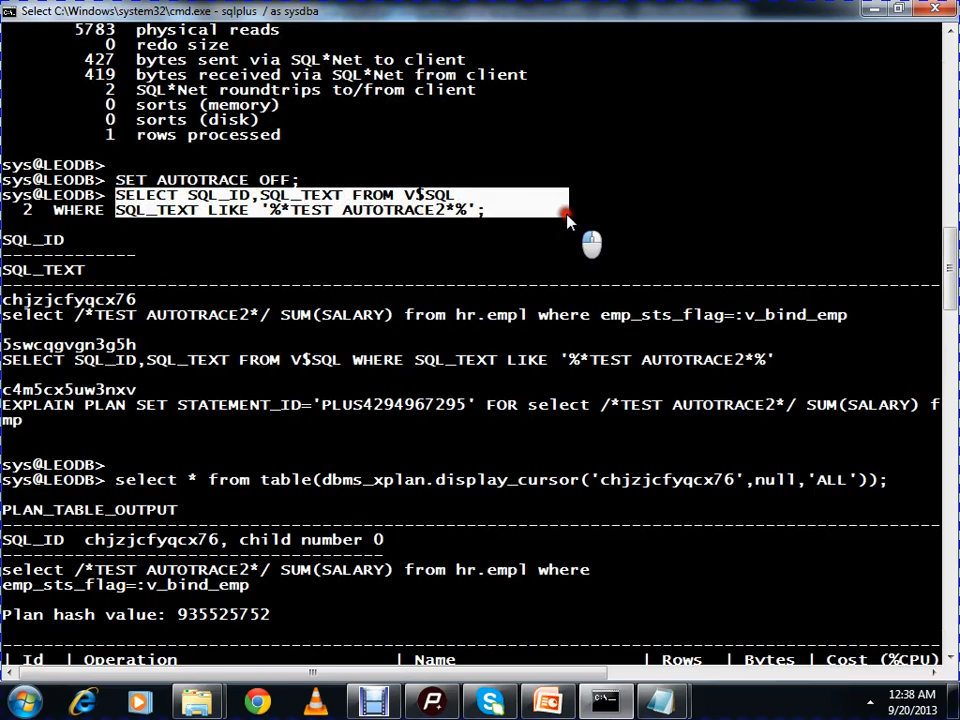 Select C:\Windows\system32\cmd.exe - sqlplus  / as sysdba
5783  physical reads
0  redo size
427  bytes sent via SQL*Net to client
419  bytes received via SQL*Net from client
2  SQL*Net roundtrips to/from client
0  sorts (memory)
0  sorts (disk)
1  rows processed
sys@LEODB>
sys@LEODB> SET AUTOTRACE OFF;
sys@LEODB> SELECT SQL_ID,SQL_TEXT FROM V$SQL
2  WHERE SQL_TEXT LIKE '%*TEST AUTOTRACE2*%';
SQL_ID
-------------
SQL_TEXT
--------------------------------------------------------------------------------
chjzjcfyqcx76
select /*TEST AUTOTRACE2*/ SUM(SALARY) from hr.empl where emp_sts_flag=:v_bind_emp
5swcqgvgn3g5h
SELECT SQL_ID,SQL_TEXT FROM V$SQL WHERE SQL_TEXT LIKE '%*TEST AUTOTRACE2*%'
c4m5cx5uw3nxv
EXPLAIN PLAN SET STATEMENT_ID='PLUS4294967295' FOR select /*TEST AUTOTRACE2*/ SUM(SALARY) f
mp
sys@LEODB>
sys@LEODB> select * from table(dbms_xplan.display_cursor('chjzjcfyqcx76',null,'ALL'));
PLAN_TABLE_OUTPUT
--------------------------------------------------------------------------------
SQL_ID  chjzjcfyqcx76, child number 0
-------------------------------------
select /*TEST AUTOTRACE2*/ SUM(SALARY) from hr.empl where
emp_sts_flag=:v_bind_emp
Plan hash value: 935525752
--------------------------------------------------------------------------------
| Id  | Operation                     | Name                   | Rows  | Bytes | Cost (%CPU)
12:38 AM
9/20/2013